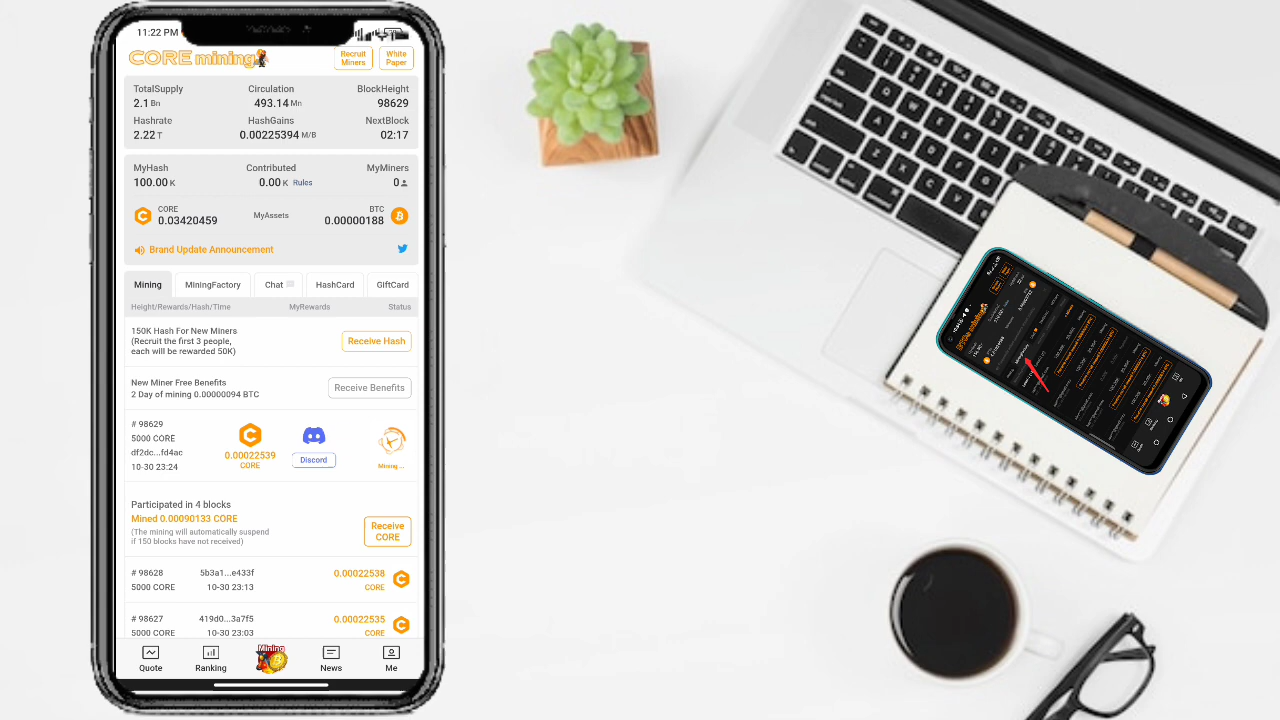 11:22 PM
CORE mining
Recruit Miners
White Paper
TotalSupply Circulation BlockHeight
2.1 Bn 493.14 Mn 98629
Hashrate HashGains NextBlock
2.22 T 0.00225394 M/B 02:17
MyHash Contributed MyMiners
100.00 K 0.00 K Rules 0
CORE 0.03420459 MyAssets BTC 0.00000188
Brand Update Announcement
Mining MiningFactory Chat HashCard GiftCard
Height/Rewards/Hash/Time MyRewards Status
150K Hash For New Miners
(Recruit the first 3 people,
each will be rewarded 50K)
Receive Hash
New Miner Free Benefits
2 Day of mining 0.00000094 BTC
Receive Benefits
# 98629
5000 CORE
df2dc...fd4ac
10-30 23:24
0.00022539
CORE
Discord
Mining...
Participated in 4 blocks
Mined 0.00090133 CORE
(The mining will automatically suspend
if 150 blocks have not received)
Receive
CORE
# 98628 5b3a1...e433f 0.00022538
5000 CORE 10-30 23:13 CORE
# 98627 419d0...3a7f5 0.00022535
5000 CORE 10-30 23:03 CORE
Mining
Quote Ranking News Me